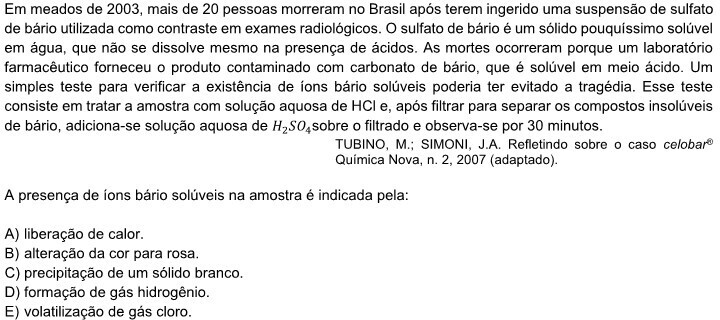 Em meados de 2003, mais de 20 pessoas morreram no Brasil após terem ingerido uma suspensão de sulfato
de bário utilizada como contraste em exames radiológicos. O sulfato de bário é um sólido pouquíssimo solúvel
em água, que não se dissolve mesmo na presença de ácidos. As mortes ocorreram porque um laboratório
farmacêutico forneceu o produto contaminado com carbonato de bário, que é solúvel em meio ácido. Um
simples teste para verificar a existência de íons bário solúveis poderia ter evitado a tragédia. Esse teste
consiste em tratar a amostra com solução aquosa de HCl e, após filtrar para separar os compostos insolúveis
de bário, adiciona-se solução aquosa de H₂SO₄sobre o filtrado e observa-se por 30 minutos.
TUBINO, M.; SIMONI, J.A. Refletindo sobre o caso celobar®
Química Nova, n. 2, 2007 (adaptado).
A presença de íons bário solúveis na amostra é indicada pela:
A) liberação de calor.
B) alteração da cor para rosa.
C) precipitação de um sólido branco.
D) formação de gás hidrogênio.
E) volatilização de gás cloro.